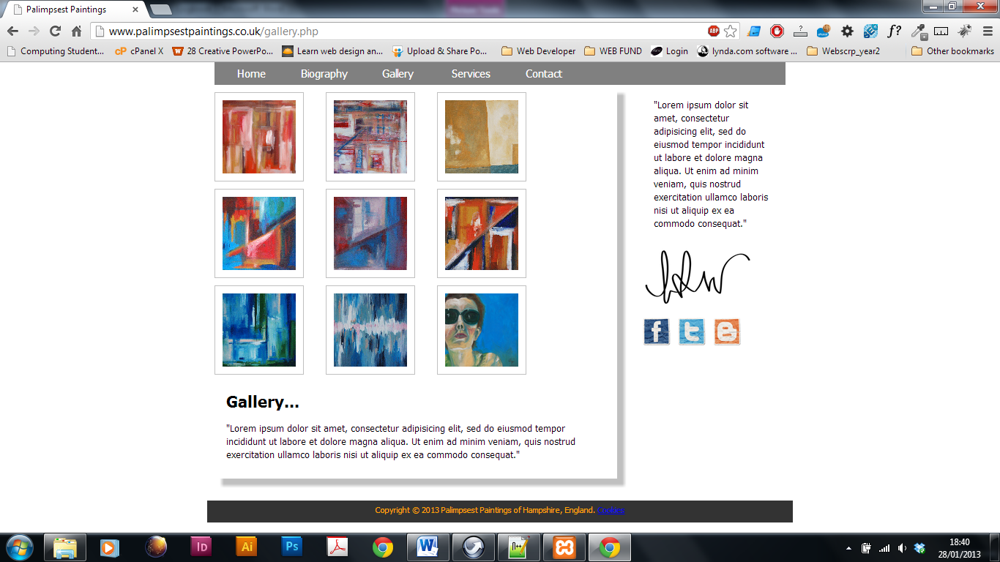 Palimpsest Paintings
www.palimpsestpaintings.co.uk/gallery.php
ABP
f?
Computing Student...
cP cPanel X
28 Creative PowerPo...
Learn web design an...
Upload & Share Po...
Web Developer
WEB FUND
Login
lynda.com software ...
Webscrp_year2
Other bookmarks
Home Biography Gallery Services Contact
"Lorem ipsum dolor sit
amet, consectetur
adipisicing elit, sed do
eiusmod tempor incididunt
ut labore et dolore magna
aliqua. Ut enim ad minim
veniam, quis nostrud
exercitation ullamco laboris
nisi ut aliquip ex ea
commodo consequat."
Gallery...
"Lorem ipsum dolor sit amet, consectetur adipisicing elit, sed do eiusmod tempor
incididunt ut labore et dolore magna aliqua. Ut enim ad minim veniam, quis nostrud
exercitation ullamco laboris nisi ut aliquip ex ea commodo consequat."
Copyright © 2013 Palimpsest Paintings of Hampshire, England. Cookies
Id
Ai
Ps
18:40
28/01/2013